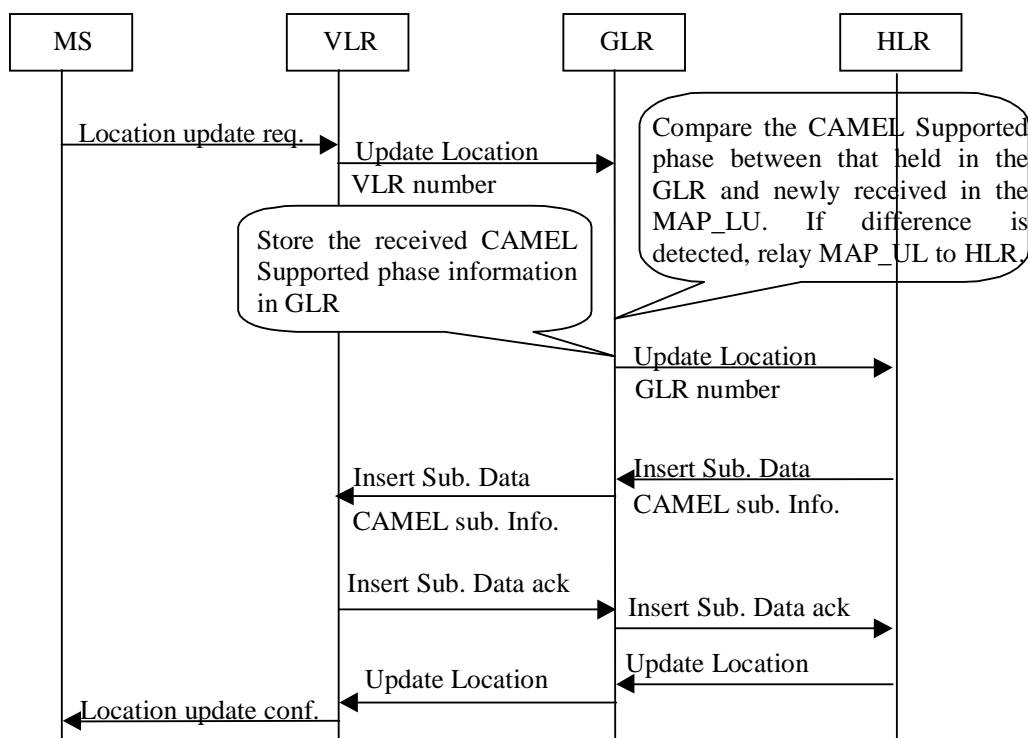 MS
VLR
GLR
HLR
Location update req.
Update Location
VLR number
Compare the CAMEL Supported
phase between that held in the
GLR and newly received in the
MAP_LU. If difference is
detected, relay MAP_UL to HLR.
Store the received CAMEL
Supported phase information
in GLR
Update Location
GLR number
Insert Sub. Data
CAMEL sub. Info.
Insert Sub. Data
CAMEL sub. Info.
Insert Sub. Data ack
Insert Sub. Data ack
Update Location
Update Location
Location update conf.